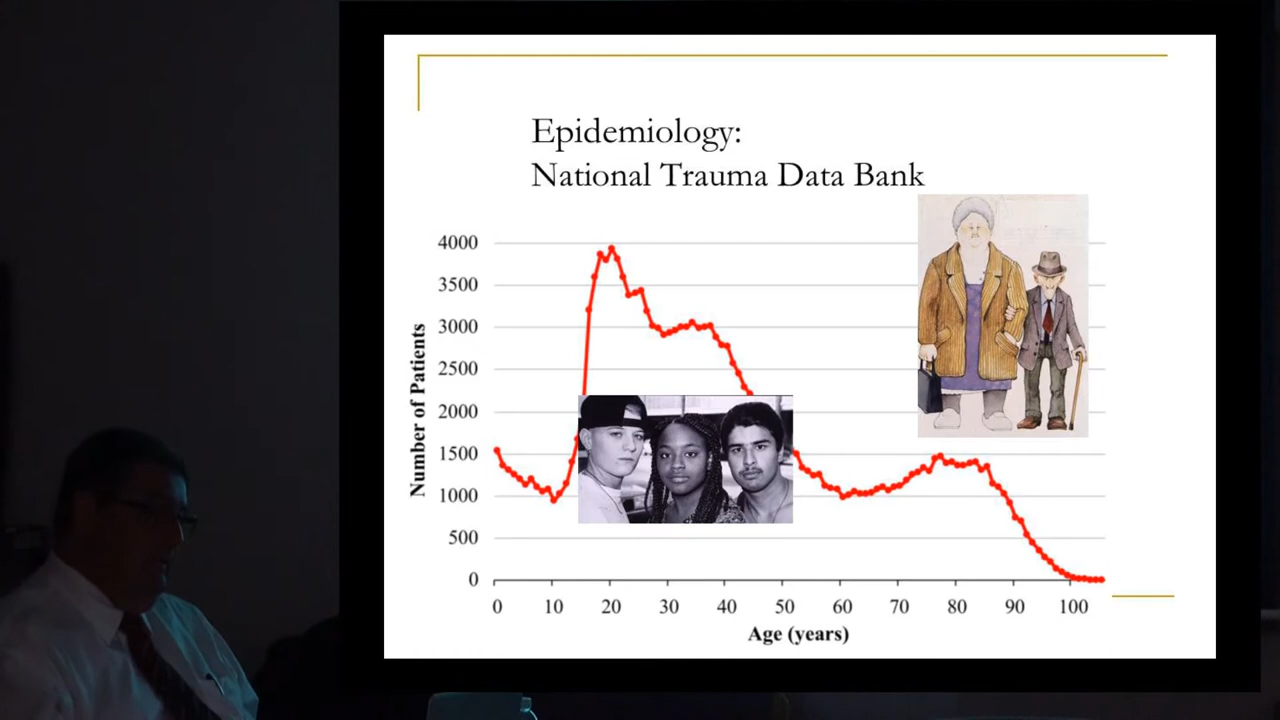 Epidemiology:
National Trauma Data Bank
4000
3500
3000
2500
2000
1500
1000
500
0
Number of Patients
0 10 20 30 40 50 60 70 80 90 100
Age (years)